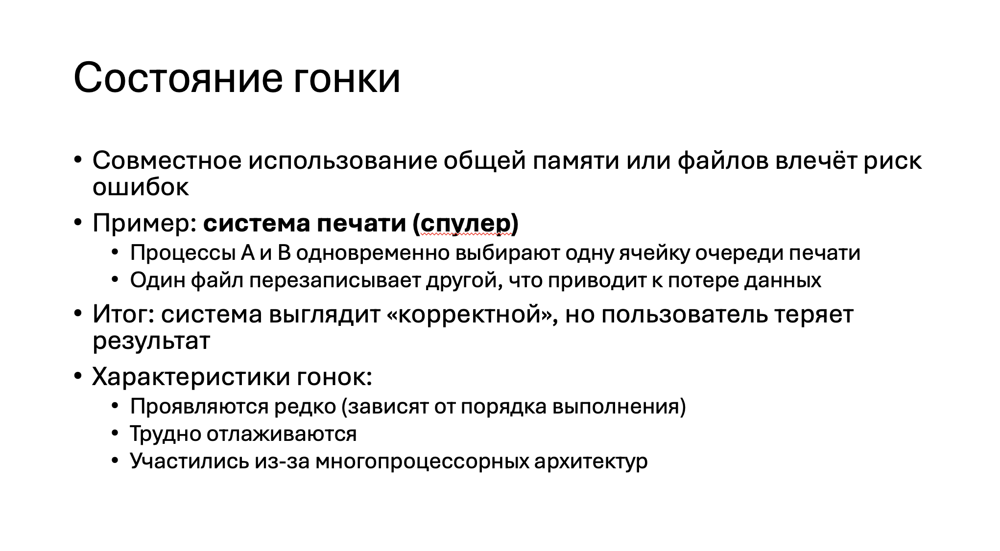 Состояние гонки
• Совместное использование общей памяти или файлов влечёт риск
ошибок
• Пример: система печати (спулер)
• Процессы А и В одновременно выбирают одну ячейку очереди печати
• Один файл перезаписывает другой, что приводит к потере данных
• Итог: система выглядит «корректной», но пользователь теряет
результат
• Характеристики гонок:
• Проявляются редко (зависят от порядка выполнения)
• Трудно отлаживаются
• Участились из-за многопроцессорных архитектур